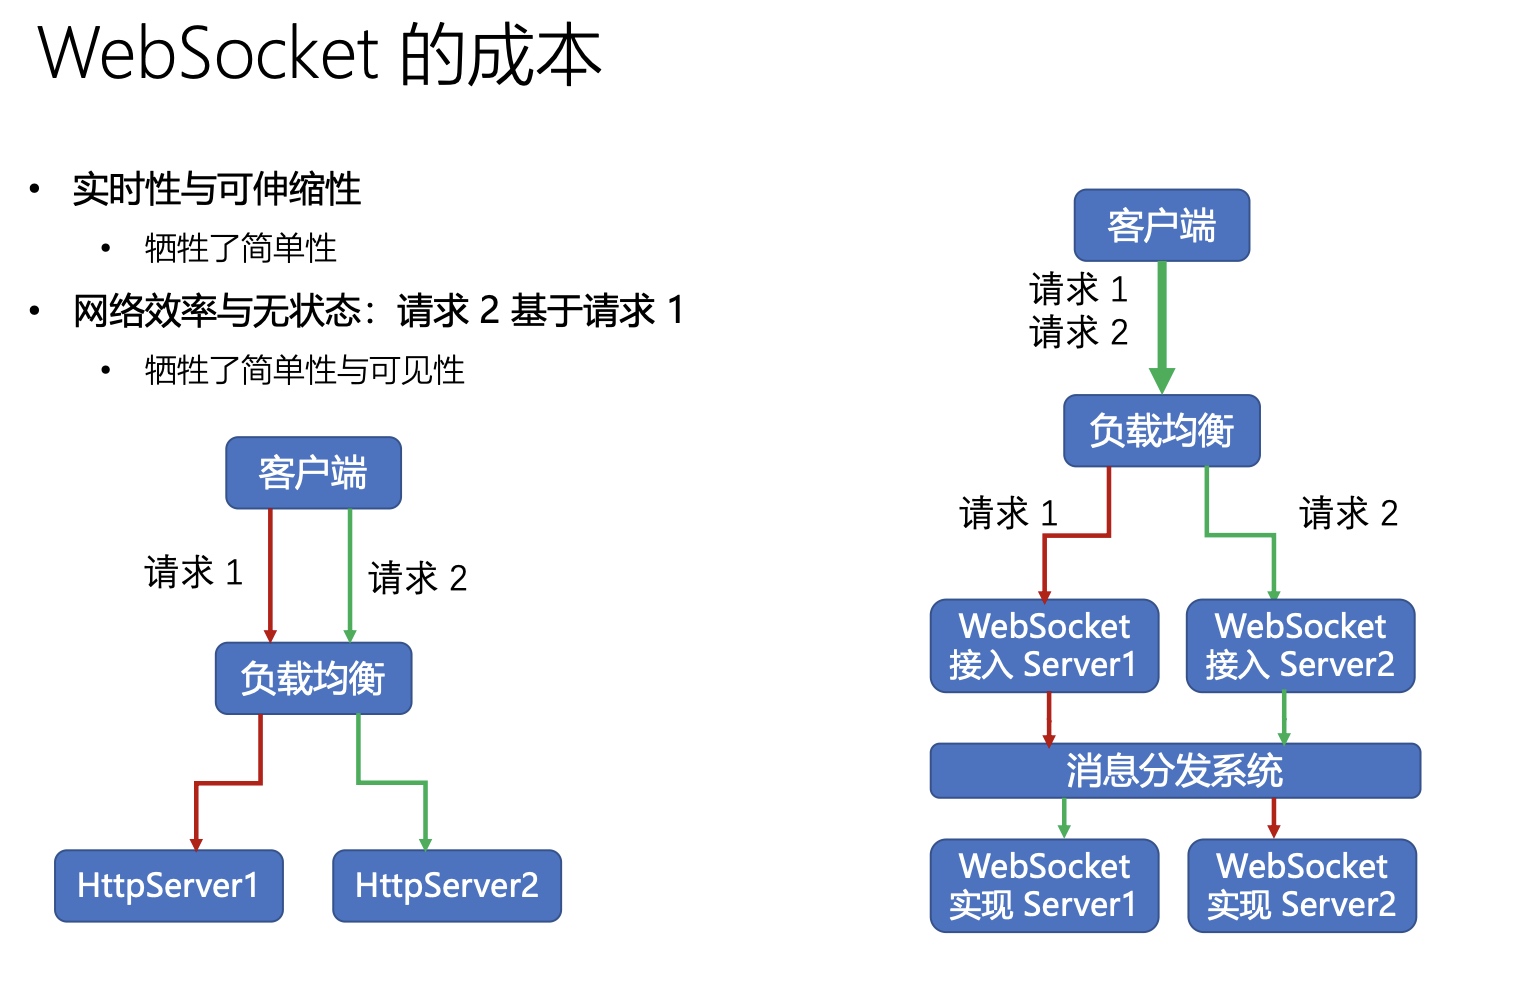 WebSocket 的成本
• 实时性与可伸缩性
• 牺牲了简单性
• 网络效率与无状态：请求 2 基于请求 1
• 牺牲了简单性与可见性
客户端
请求 1
请求 2
负载均衡
HttpServer1
HttpServer2
客户端
请求 1
请求 2
负载均衡
请求 1
请求 2
WebSocket
接入 Server1
WebSocket
接入 Server2
消息分发系统
WebSocket
实现 Server1
WebSocket
实现 Server2